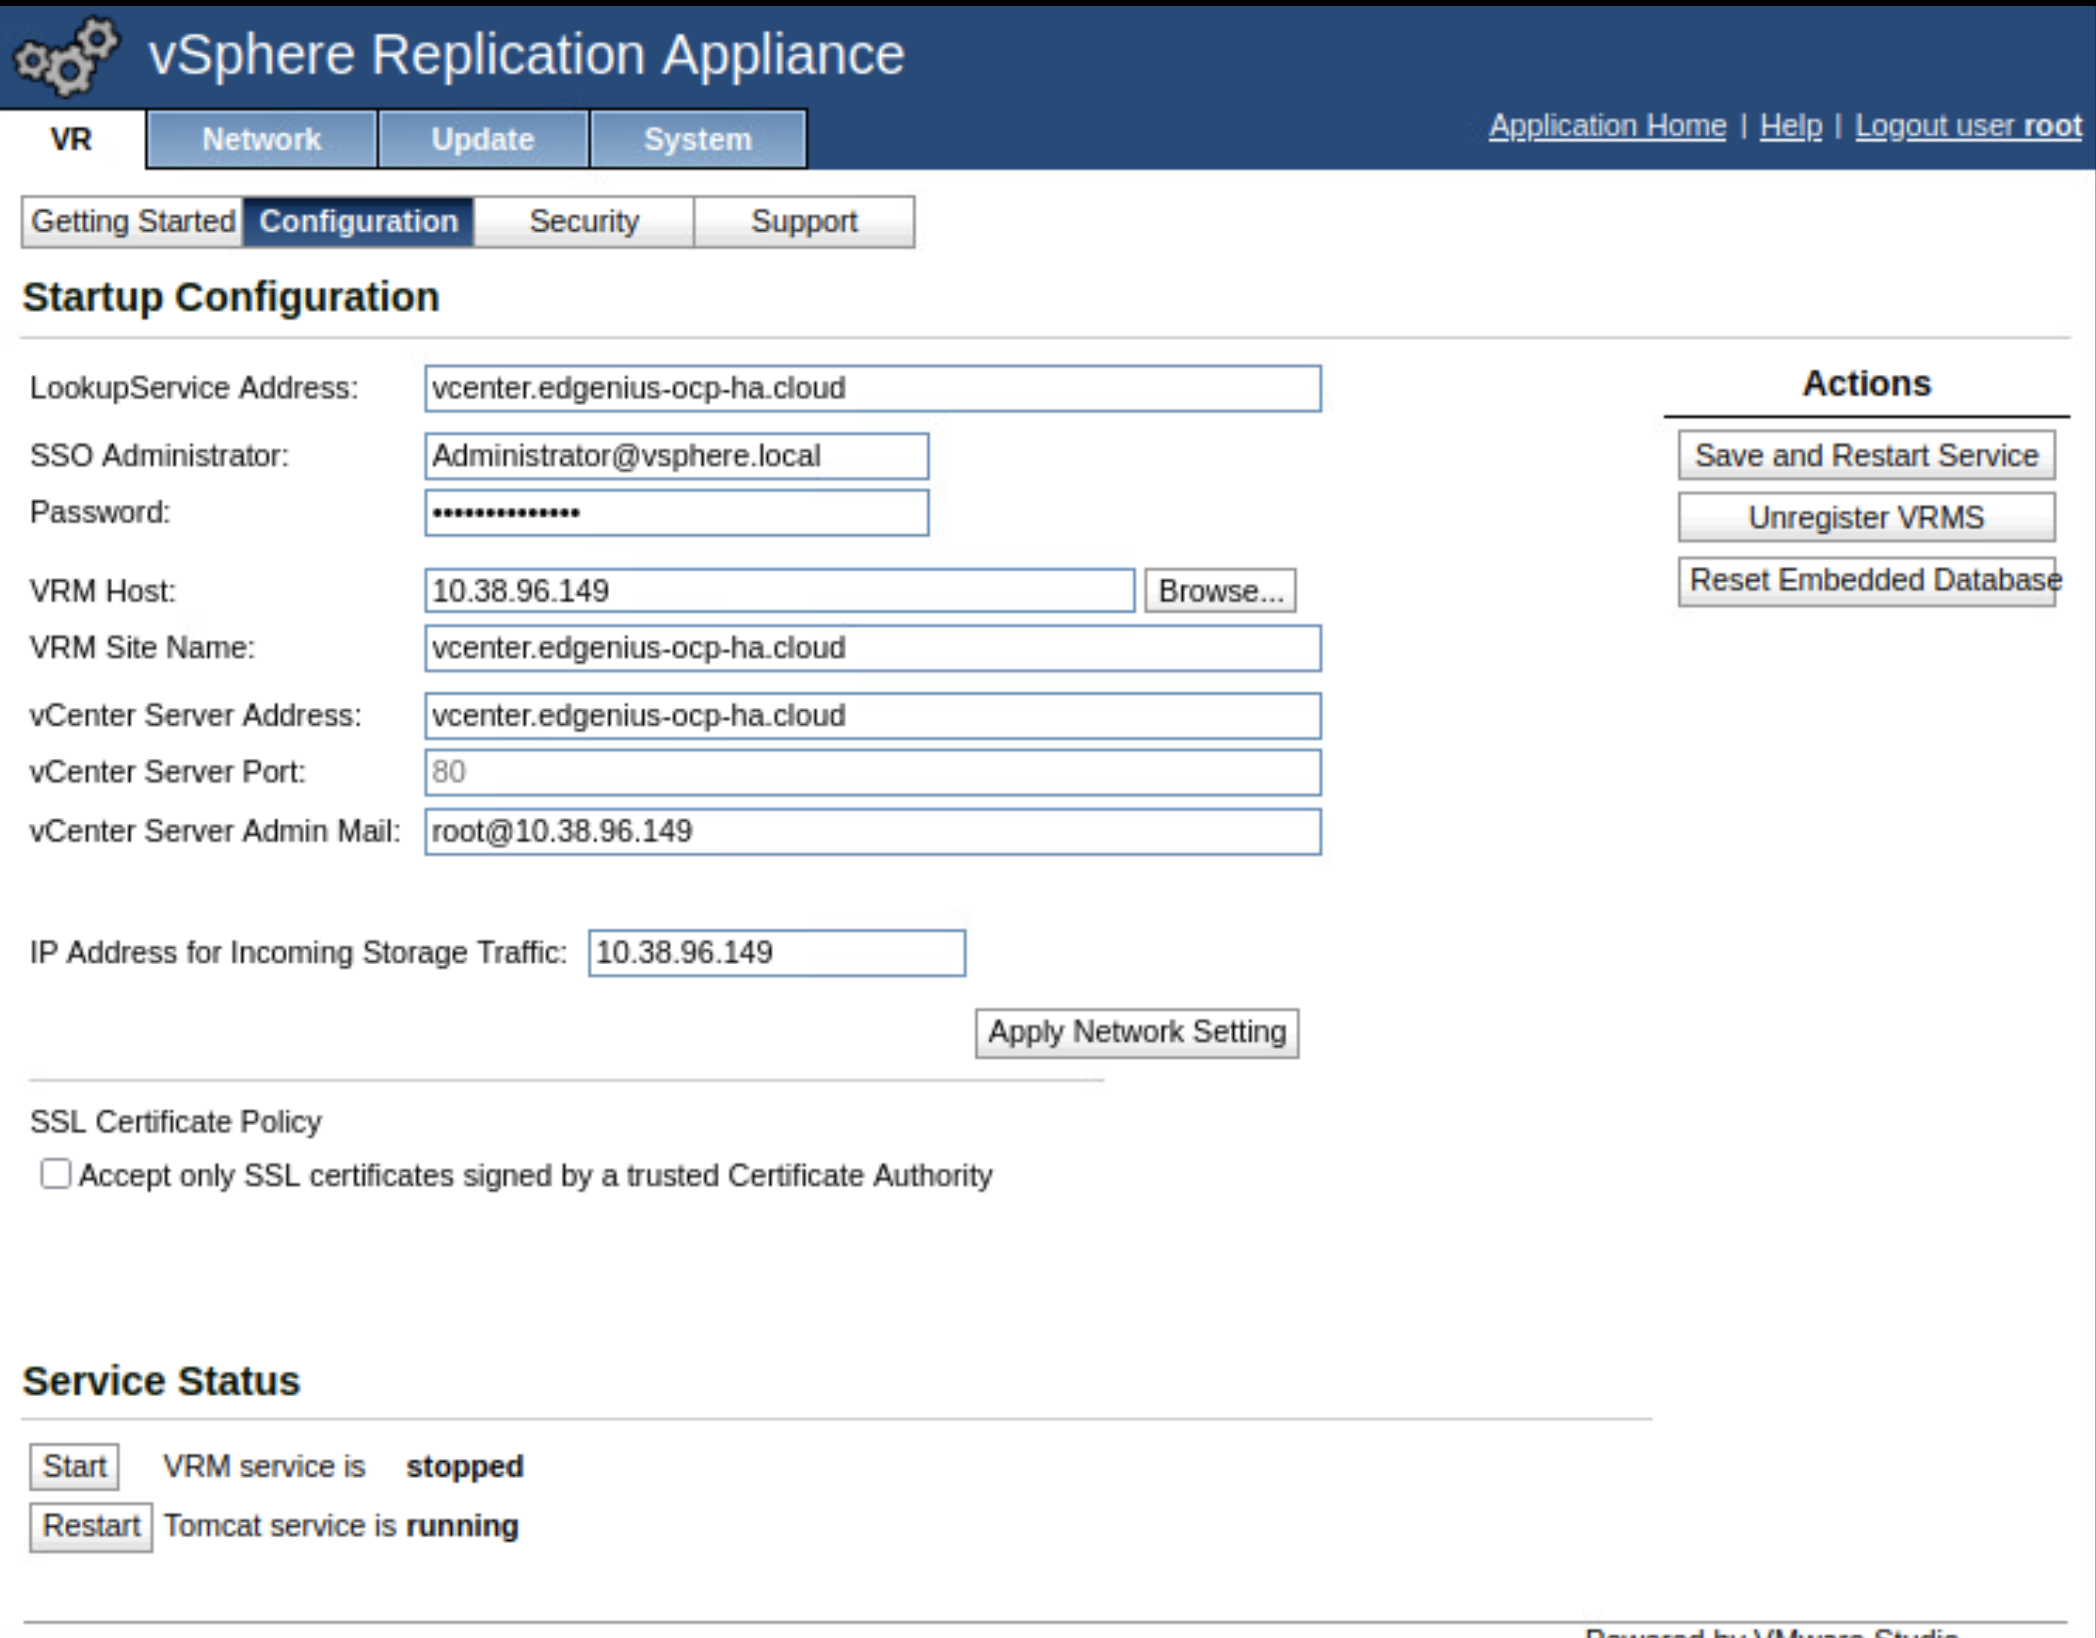 vSphere Replication Appliance
VR Network Update System
Application Home | Help | Logout user root
Getting Started Configuration Security Support
Startup Configuration
LookupService Address: vcenter.edgenius-ocp-ha.cloud
Actions
SSO Administrator: Administrator@vsphere.local
Save and Restart Service
Password: ••••••••••••••
Unregister VRMS
VRM Host: 10.38.96.149 Browse...
Reset Embedded Database
VRM Site Name: vcenter.edgenius-ocp-ha.cloud
vCenter Server Address: vcenter.edgenius-ocp-ha.cloud
vCenter Server Port: 80
vCenter Server Admin Mail: root@10.38.96.149
IP Address for Incoming Storage Traffic: 10.38.96.149
Apply Network Setting
SSL Certificate Policy
Accept only SSL certificates signed by a trusted Certificate Authority
Service Status
Start VRM service is stopped
Restart Tomcat service is running
Powered by VMware Studio